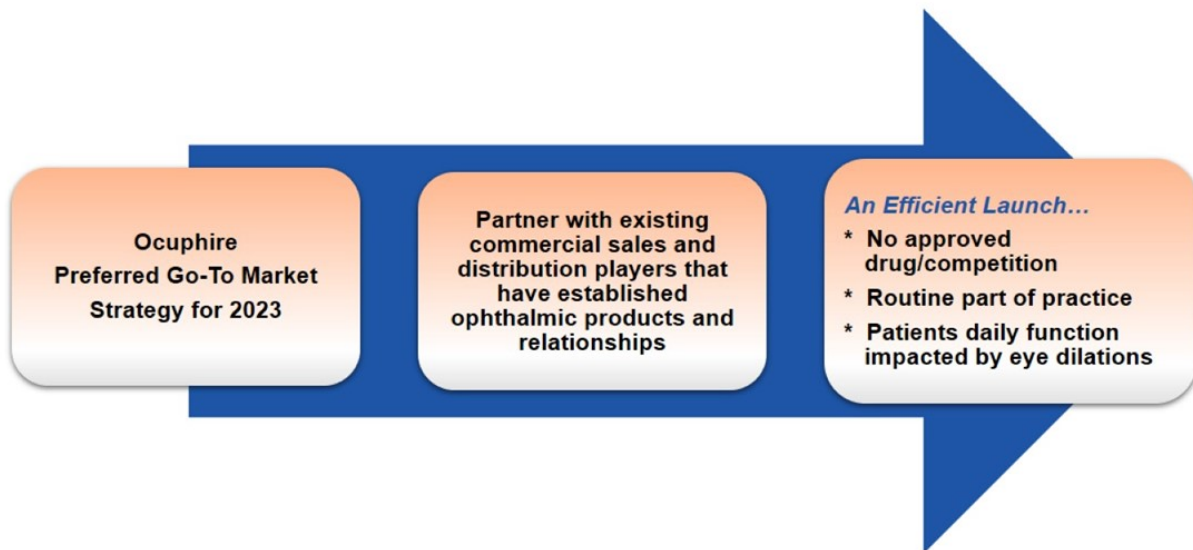 Ocuphire
Preferred Go-To Market
Strategy for 2023
Partner with existing
commercial sales and
distribution players that
have established
ophthalmic products and
relationships
An Efficient Launch…
* No approved
drug/competition
* Routine part of practice
* Patients daily function
impacted by eye dilations